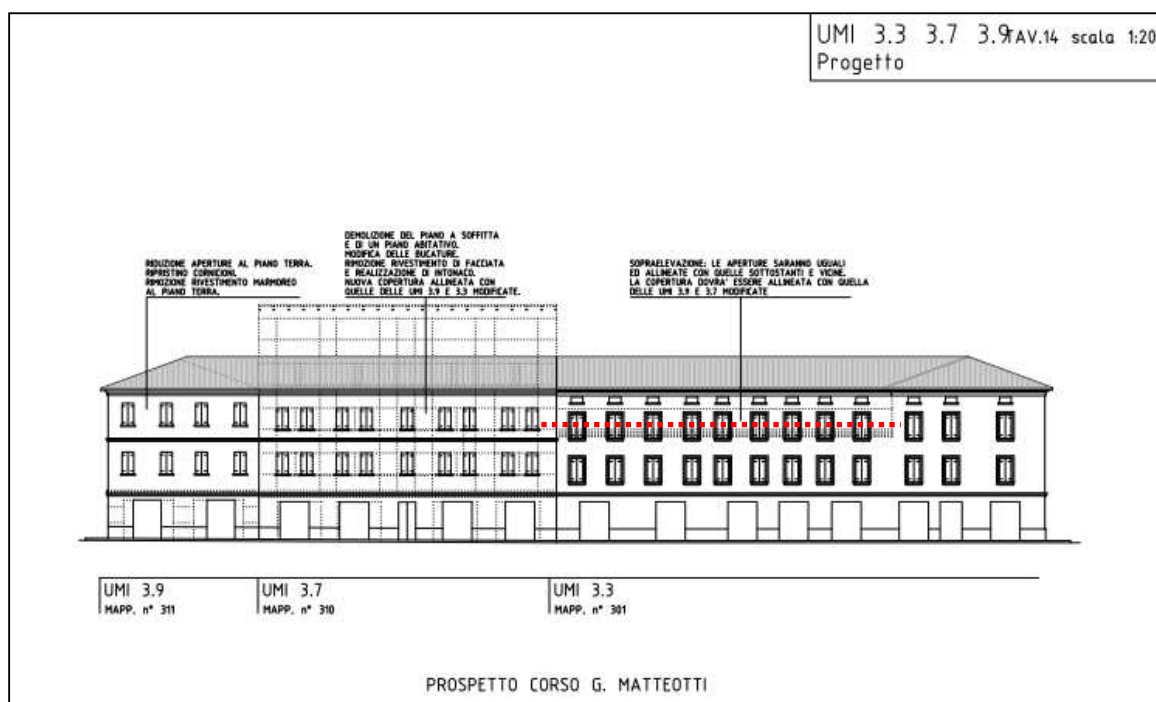 UMI 3.3 3.7 3.9 TAV.14 scala 1:20
Progetto
RIDUZIONE APERTURE AL PIANO TERRA.
RIPRISTINO CORNICIONI.
RIMOZIONE RIVESTIMENTO MARMOREO
AL PIANO TERRA.
DEMOLIZIONE DEL PIANO A SOFFITTA
E DI UN PIANO ABITATIVO.
MODIFICA DELLE BUCATURE.
RIMOZIONE RIVESTIMENTO DI FACCIATA
E REALIZZAZIONE DI INTONACO.
NUOVA COPERTURA ALLINEATA CON
QUELLE DELLE UMI 3.9 E 3.3 MODIFICATE.
SOPRAELEVAZIONE: LE APERTURE SARANNO UGUALI
ED ALLINEATE CON QUELLE SOTTOSTANTI E VICINE.
LA COPERTURA DOVRA' ESSERE ALLINEATA CON QUELLA
DELLE UMI 3.9 E 3.7 MODIFICATE
UMI 3.9
MAPP. n° 311
UMI 3.7
MAPP. n° 310
UMI 3.3
MAPP. n° 301
PROSPETTO CORSO G. MATTEOTTI